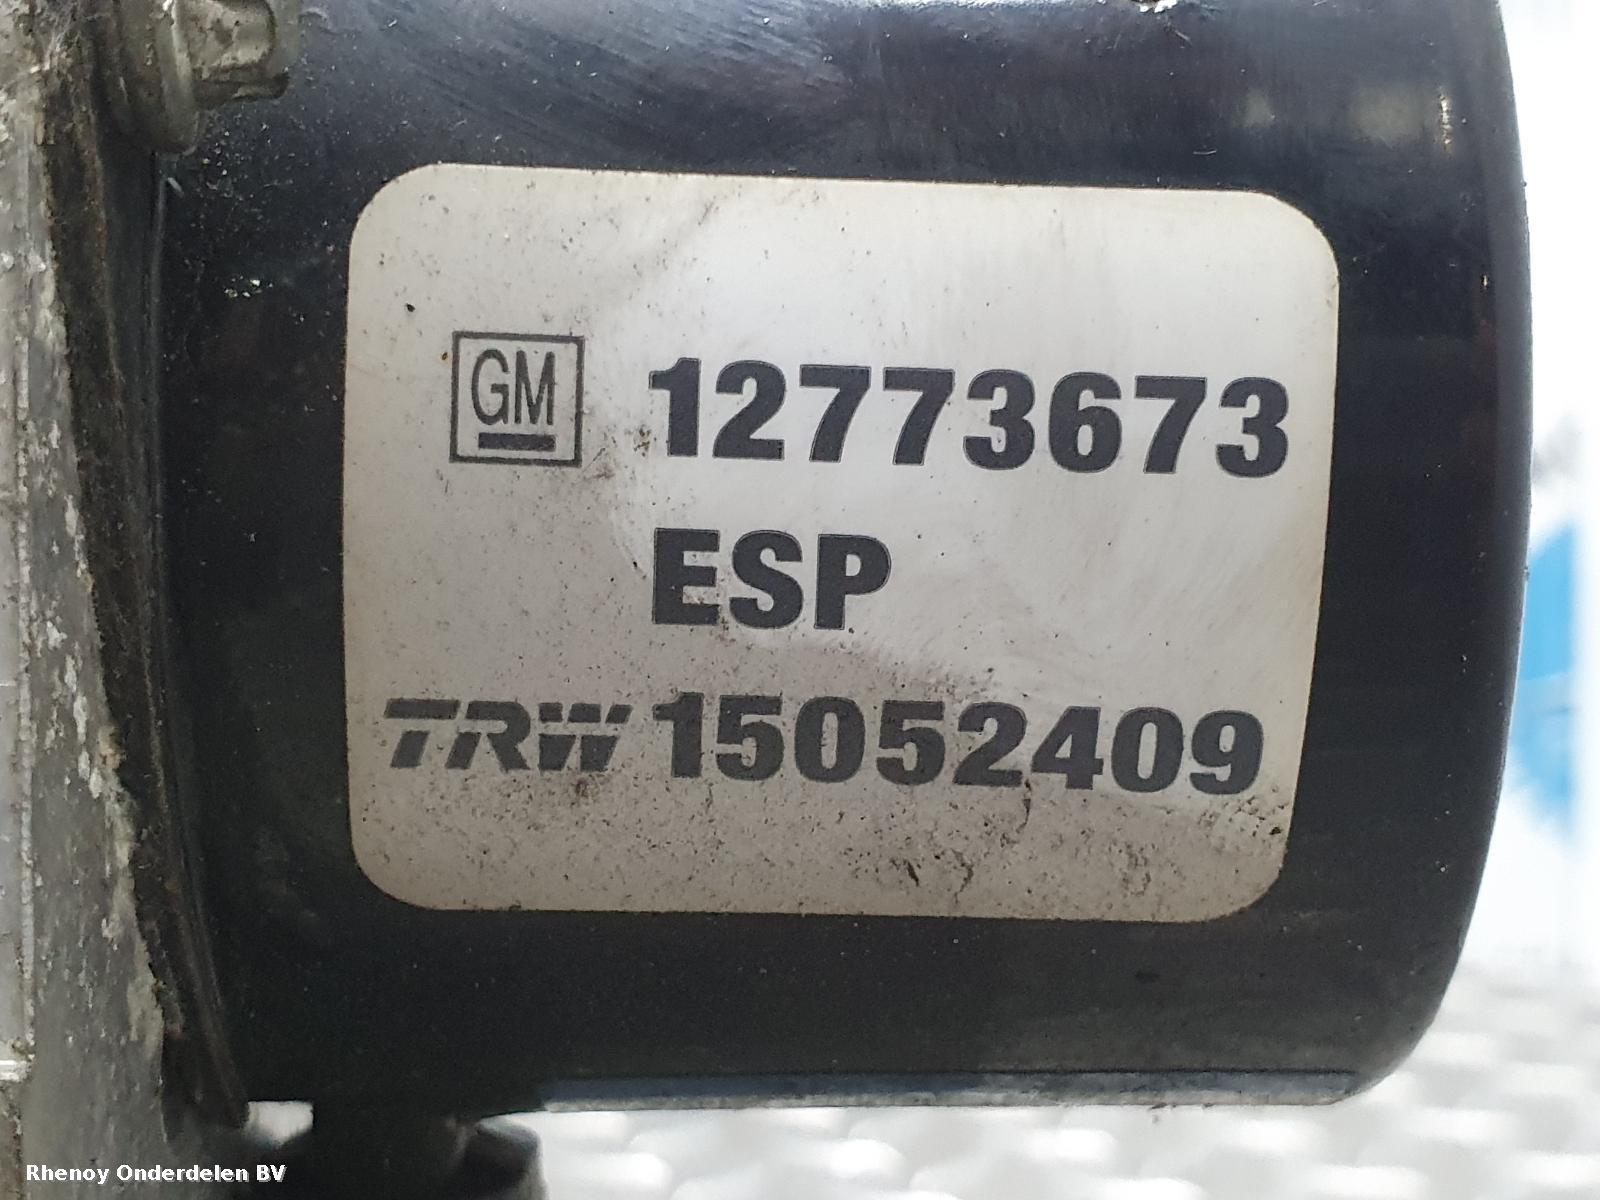 GM 12773673
ESP
TRW 15052409
Rhenoy Onderdelen BV